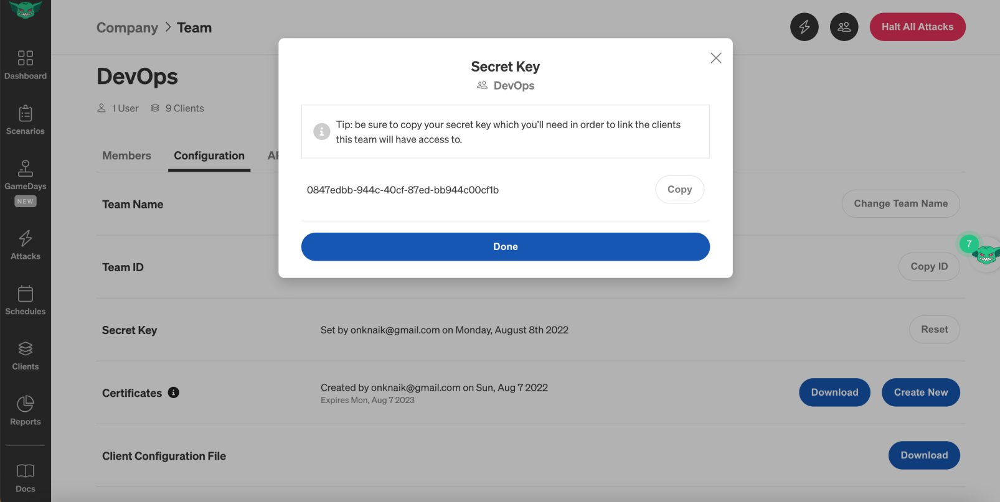 Company > Team
Halt All Attacks
Dashboard
Scenarios
GameDays
NEW
Attacks
Schedules
Clients
Reports
Docs
DevOps
1 User 9 Clients
Members Configuration AP
Team Name
Change Team Name
Team ID
Copy ID
Secret Key Set by onknaik@gmail.com on Monday, August 8th 2022 Reset
Certificates Created by onknaik@gmail.com on Sun, Aug 7 2022
Expires Mon, Aug 7 2023
Download Create New
Client Configuration File Download
7
Secret Key
DevOps
Tip: be sure to copy your secret key which you'll need in order to link the clients
this team will have access to.
0847edbb-944c-40cf-87ed-bb944c00cf1b Copy
Done